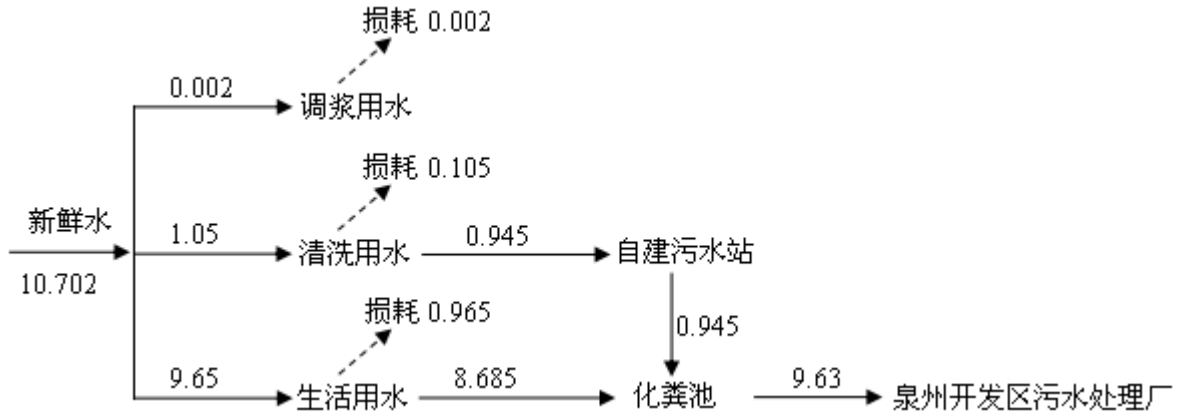 损耗 0.002
0.002
调浆用水
损耗 0.105
新鲜水
1.05
清洗用水
0.945
自建污水站
10.702
损耗 0.965
0.945
9.65
生活用水
8.685
化粪池
9.63
泉州开发区污水处理厂